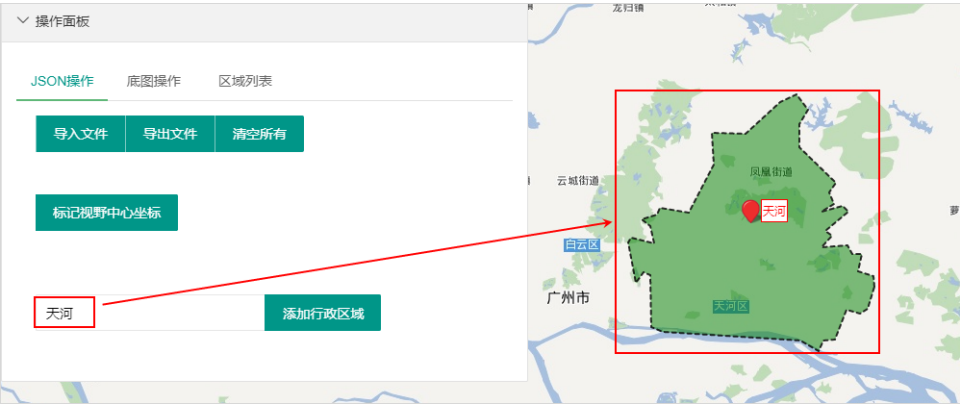 操作面板
JSON操作 底图操作 区域列表
导入文件 导出文件 清空所有
标记视野中心坐标
天河 添加行政区域
龙归镇
云城街道
凤凰街道
天河
白云区
广州市
天河区
萝